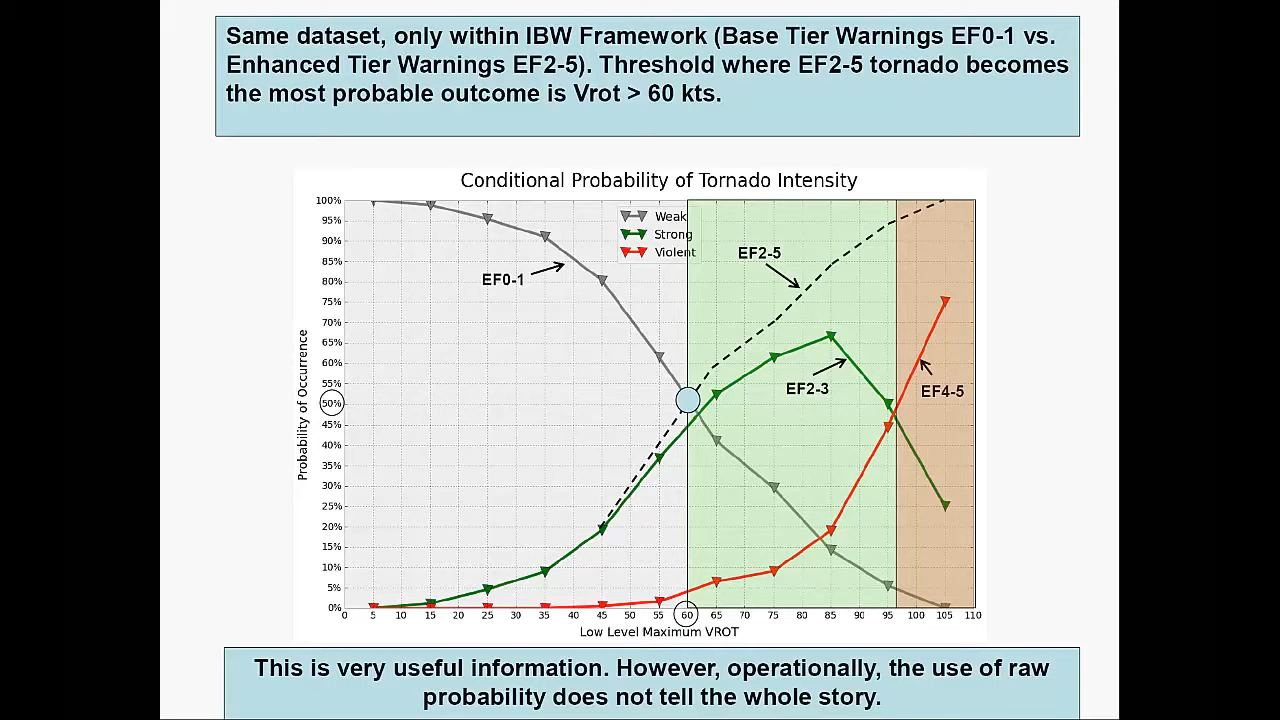 Same dataset, only within IBW Framework (Base Tier Warnings EF0-1 vs.
Enhanced Tier Warnings EF2-5). Threshold where EF2-5 tornado becomes
the most probable outcome is Vrot > 60 kts.
Conditional Probability of Tornado Intensity
100%
95%
90%
85%
80%
75%
70%
65%
60%
55%
50%
45%
40%
35%
30%
25%
20%
15%
10%
5%
0%
Probability of Occurrence
Weak
Strong
Violent
EF0-1
EF2-5
EF2-3
EF4-5
0 5 10 15 20 25 30 35 40 45 50 55 60 65 70 75 80 85 90 95 100 105 110
Low Level Maximum VROT
This is very useful information. However, operationally, the use of raw
probability does not tell the whole story.